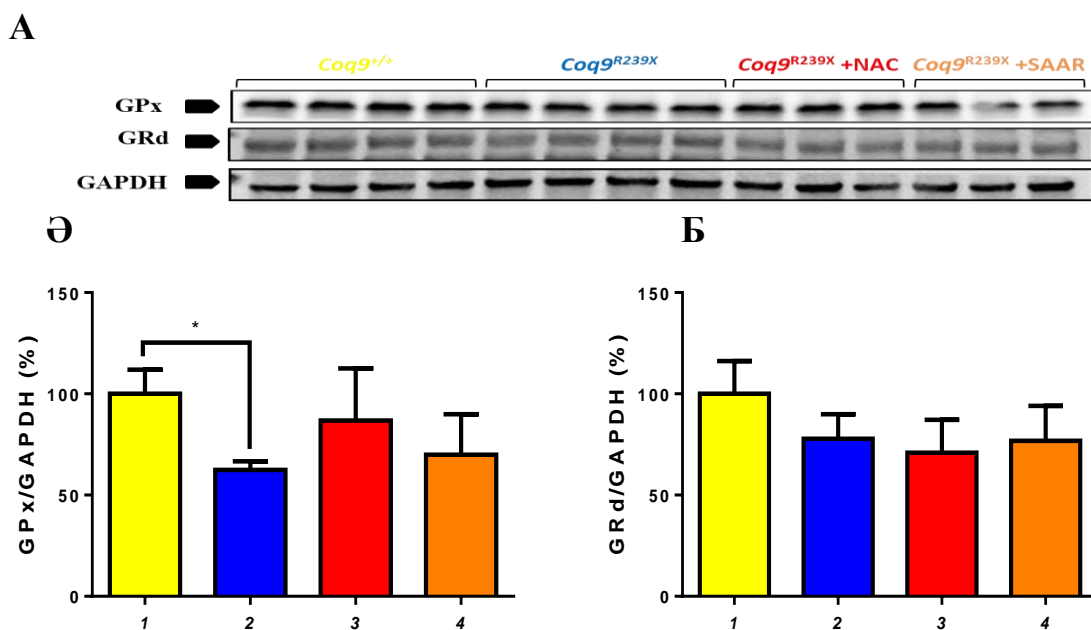 А
Coq9+/+ Coq9R239X Coq9R239X +NAC Coq9R239X +SAAR
GPx
GRd
GAPDH
Ә
Б
150
100
50
0
GPx/GAPDH (%)
*
1 2 3 4
150
100
50
0
GRd/GAPDH (%)
1 2 3 4